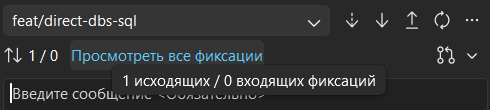 feat/direct-dbs-sql
1 / 0 Просмотреть все фиксации
1 исходящих / 0 входящих фиксаций
Введите сообщение <Обязательно>